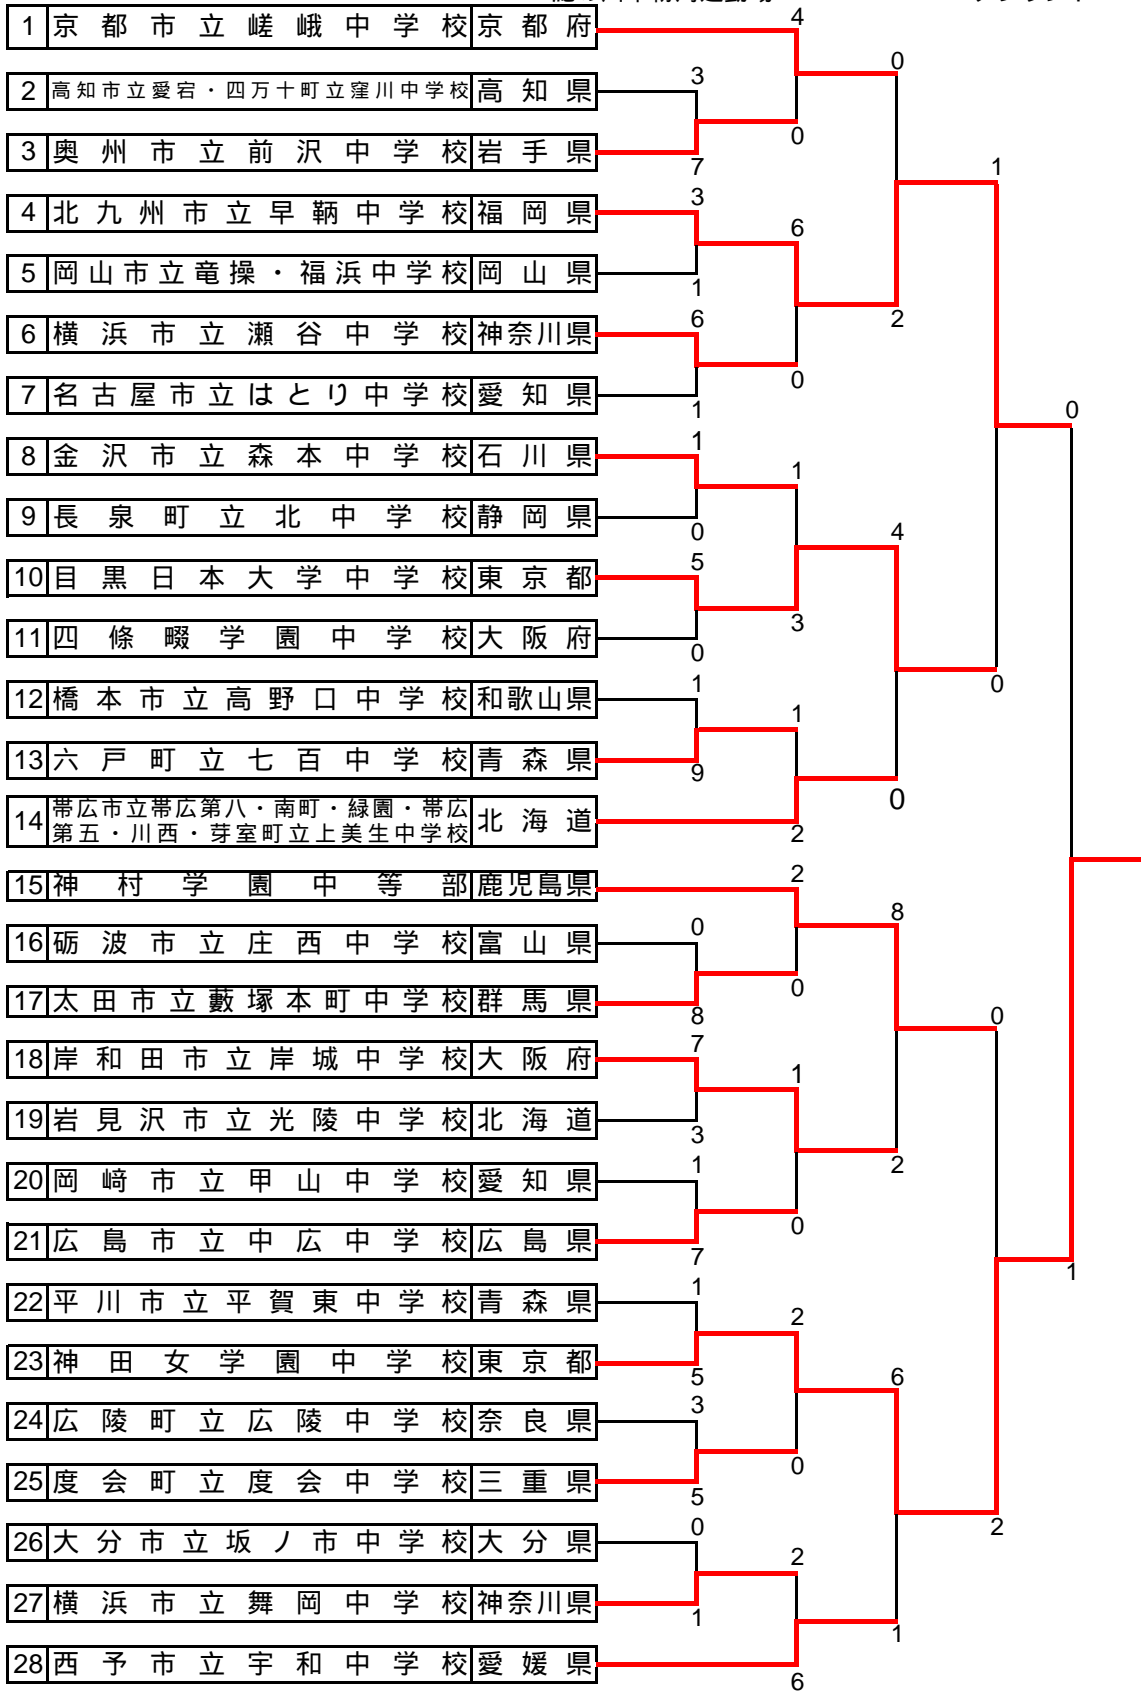 4
1 京都市立嵯峨中学校 京都府
0
3
2 高知市立愛宕・四万十町立窪川中学校 高知県
0
3 奥州市立前沢中学校 岩手県
7
1
3
4 北九州市立早鞆中学校 福岡県
6
5 岡山市立竜操・福浜中学校 岡山県
1
6
2
6 横浜市立瀬谷中学校 神奈川県
0
7 名古屋市立はとり中学校 愛知県
1
0
1
8 金沢市立森本中学校 石川県
1
9 長泉町立北中学校 静岡県
0
4
5
10 目黒日本大学中学校 東京都
3
11 四條畷学園中学校 大阪府
0
1
0
12 橋本市立高野口中学校 和歌山県
1
13 六戸町立七百中学校 青森県
9
0
帯広市立帯広第八・南町・緑園・帯広
14 北海道
第五・川西・芽室町立上美生中学校
2
2
15 神村学園中等部 鹿児島県
8
0
16 砺波市立庄西中学校 富山県
0
17 太田市立藪塚本町中学校 群馬県
8
0
7
18 岸和田市立岸城中学校 大阪府
1
19 岩見沢市立光陵中学校 北海道
3
1
2
20 岡﨑市立甲山中学校 愛知県
0
21 広島市立中広中学校 広島県
7
1
1
22 平川市立平賀東中学校 青森県
2
23 神田女学園中学校 東京都
5
6
3
24 広陵町立広陵中学校 奈良県
0
25 度会町立度会中学校 三重県
5
0
2
26 大分市立坂ノ市中学校 大分県
2
27 横浜市立舞岡中学校 神奈川県
1
1
28 西予市立宇和中学校 愛媛県
6